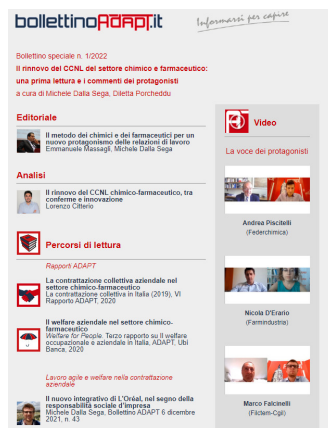 bollettinoADAPT.it
Informarsi per capire
Bollettino speciale n. 1/2022
Il rinnovo del CCNL del settore chimico e farmaceutico:
una prima lettura e i commenti dei protagonisti
a cura di Michele Dalla Sega, Diletta Porcheddu
Editoriale
Il metodo dei chimici e dei farmaceutici per un
nuovo protagonismo delle relazioni di lavoro
Emmanuele Massagli, Michele Dalla Sega
Analisi
Il rinnovo del CCNL chimico-farmaceutico, tra
conferme e innovazione
Lorenzo Citterio
Percorsi di lettura
Rapporti ADAPT
La contrattazione collettiva aziendale nel
settore chimico-farmaceutico
La contrattazione collettiva in Italia (2019), VI
Rapporto ADAPT, 2020
Il welfare aziendale nel settore chimico-
farmaceutico
Welfare for People. Terzo rapporto su Il welfare
occupazionale e aziendale in Italia, ADAPT, Ubi
Banca, 2020
Lavoro agile e welfare nella contrattazione
aziendale
Il nuovo integrativo di L'Oréal, nel segno della
responsabilità sociale d'impresa
Michele Dalla Sega, Bollettino ADAPT 6 dicembre
2021, n. 43
Video
La voce dei protagonisti
Andrea Piscitelli
(Federchimica)
Nicola D'Erario
(Farmindustria)
Marco Falcinelli
(Filctem-Cgil)